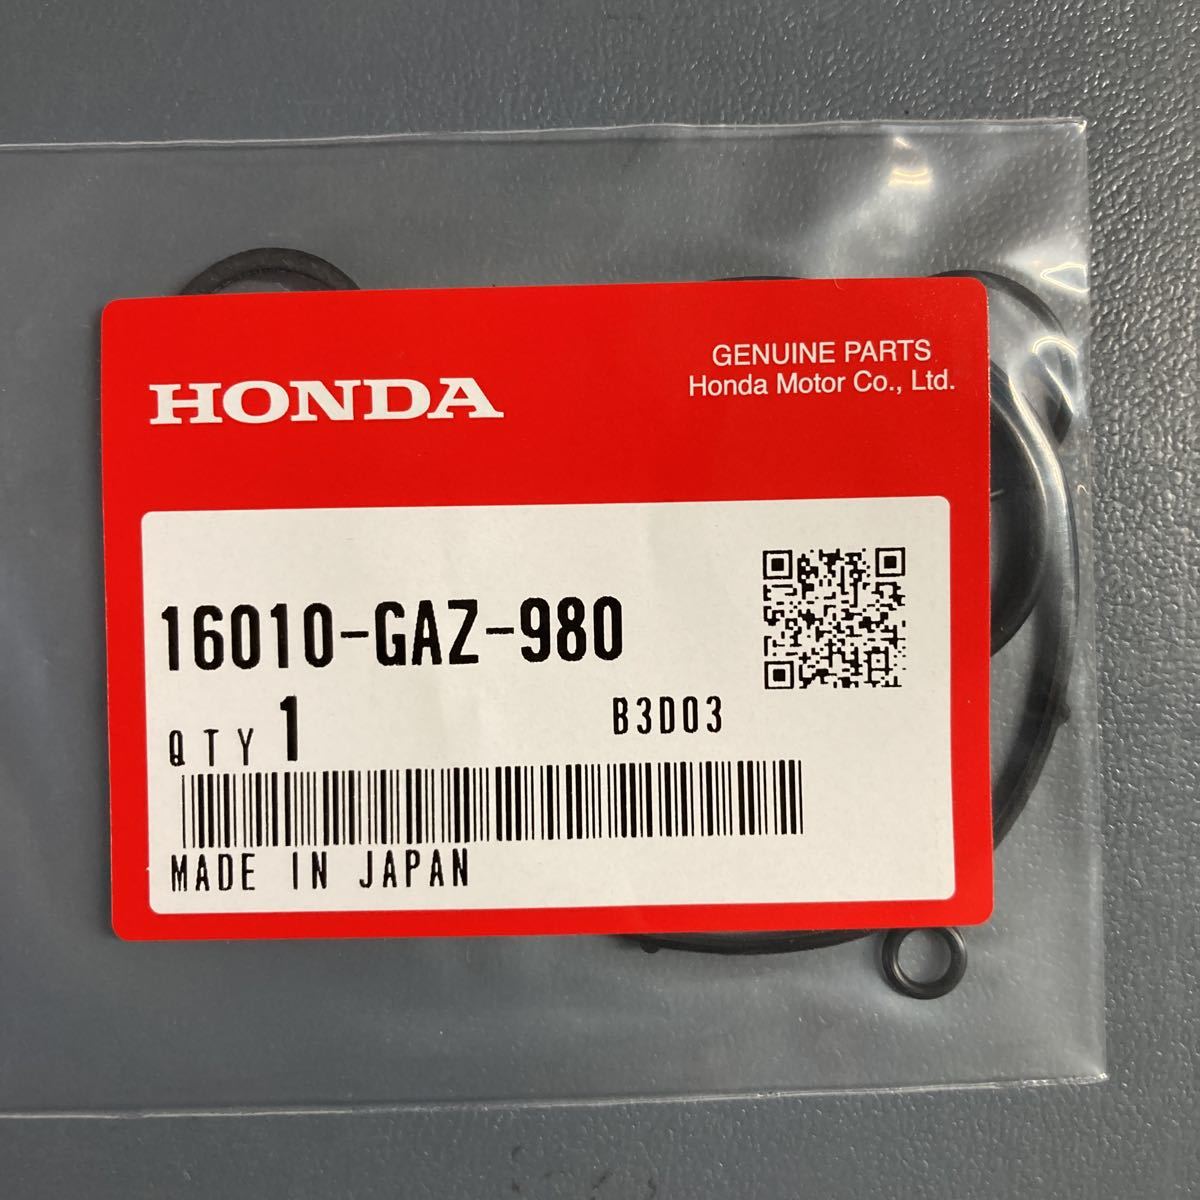 GENUINE PARTS
Honda Motor Co., Ltd.
HONDA
16010-GAZ-980
QTY 1
B3D03
MADE IN JAPAN